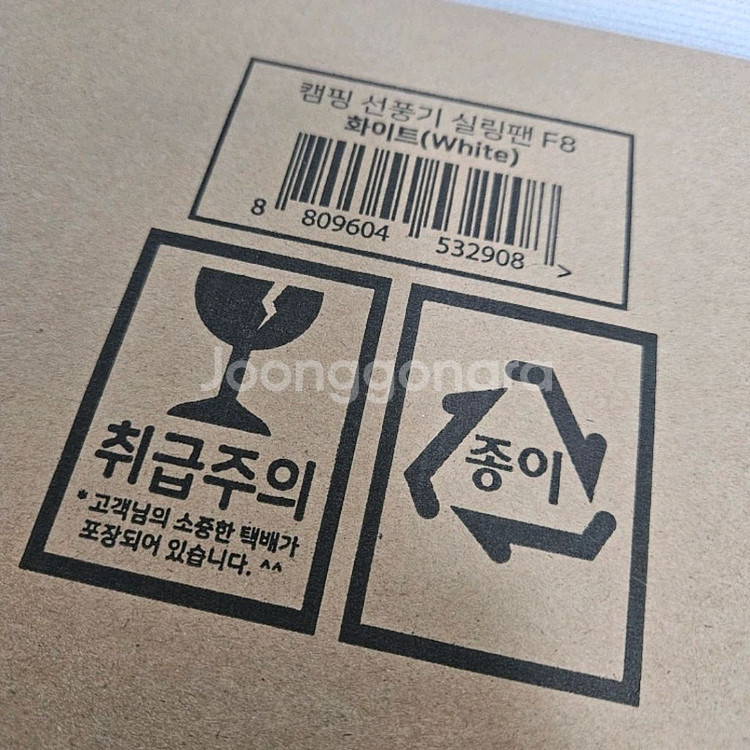 캠핑 선풍기 실링팬 F8
화이트(White)
8 809604 532908 >
Joonggonara
취급주의
* 고객님의 소중한 택배가
포장되어 있습니다. ^^
종이